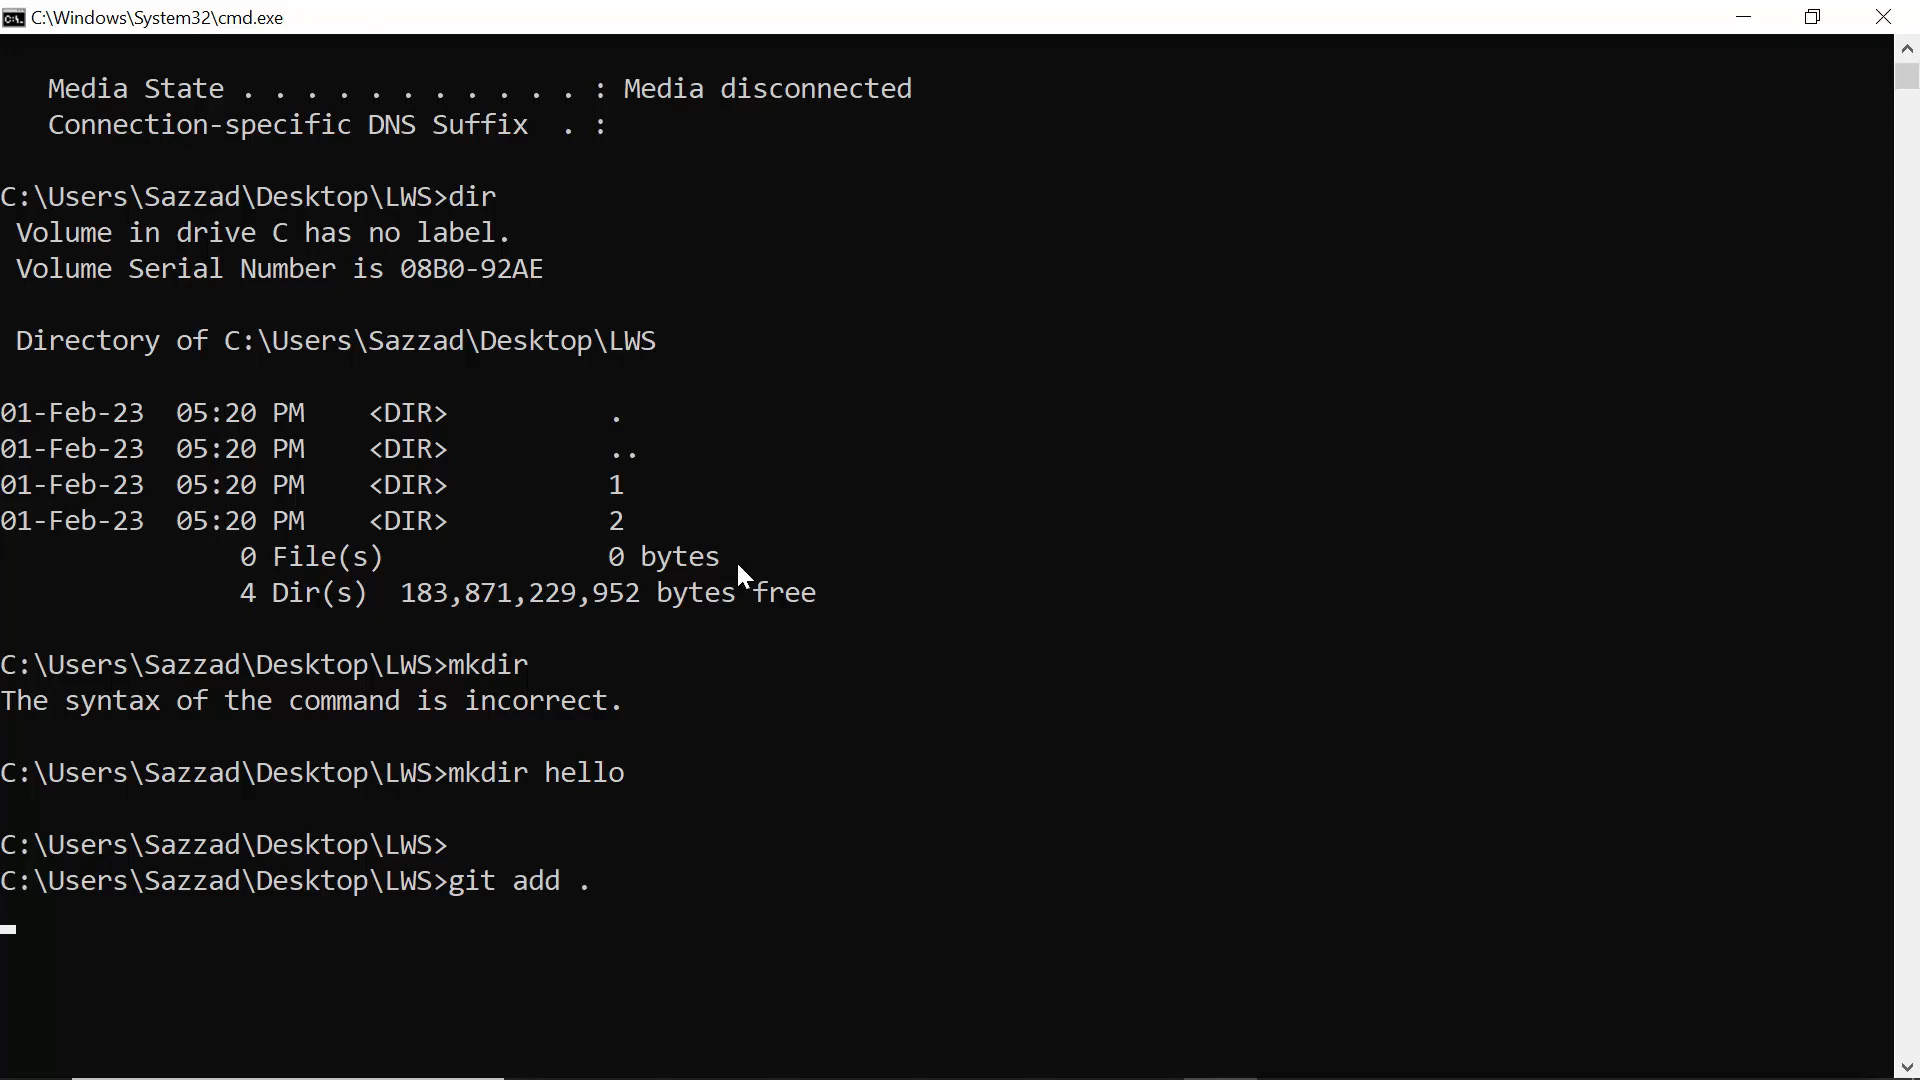 C:\Windows\System32\cmd.exe
Media State . . . . . . . . . . . : Media disconnected
Connection-specific DNS Suffix  . :
C:\Users\Sazzad\Desktop\LWS>dir
Volume in drive C has no label.
Volume Serial Number is 08B0-92AE
Directory of C:\Users\Sazzad\Desktop\LWS
01-Feb-23  05:20 PM    <DIR>          .
01-Feb-23  05:20 PM    <DIR>          ..
01-Feb-23  05:20 PM    <DIR>          1
01-Feb-23  05:20 PM    <DIR>          2
0 File(s)              0 bytes
4 Dir(s)  183,871,229,952 bytes free
C:\Users\Sazzad\Desktop\LWS>mkdir
The syntax of the command is incorrect.
C:\Users\Sazzad\Desktop\LWS>mkdir hello
C:\Users\Sazzad\Desktop\LWS>
C:\Users\Sazzad\Desktop\LWS>git add .